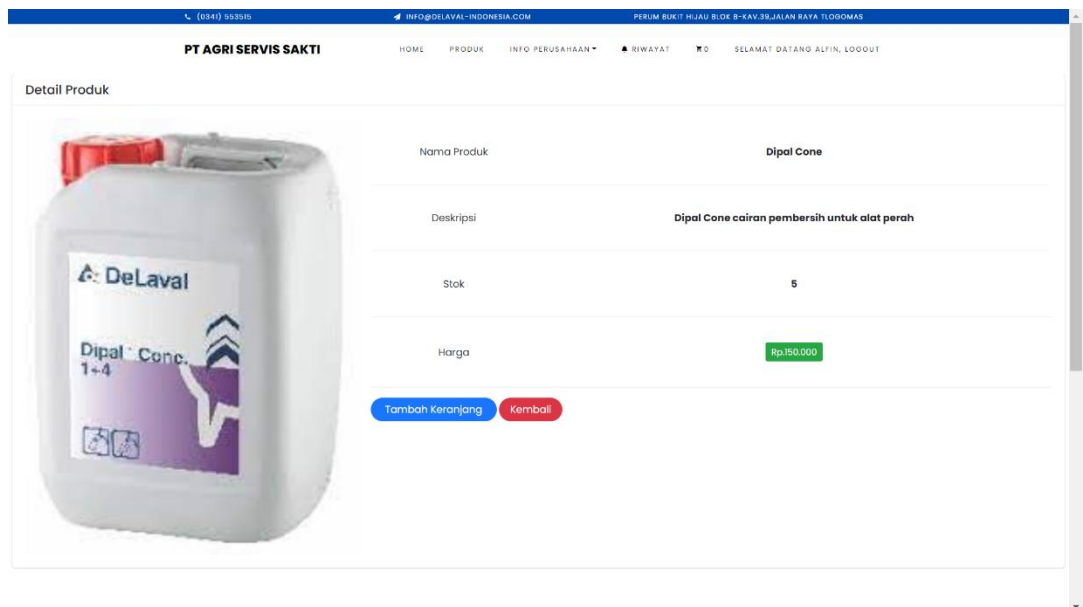 (0341) 553515 INFO@DELAVAL-INDONESIA.COM PERUM BUKIT HIJAU BLOK B-KAV.39,JALAN RAYA TLOGOMAS
PT AGRI SERVIS SAKTI HOME PRODUK INFO PERUSAHAAN RIWAYAT 0 SELAMAT DATANG ALFIN, LOGOUT
Detail Produk
Nama Produk Dipal Cone
Deskripsi Dipal Cone cairan pembersih untuk alat perah
Stok 5
Harga Rp.150.000
Tambah Keranjang Kembali
DeLaval
Dipal Conc.
1+4